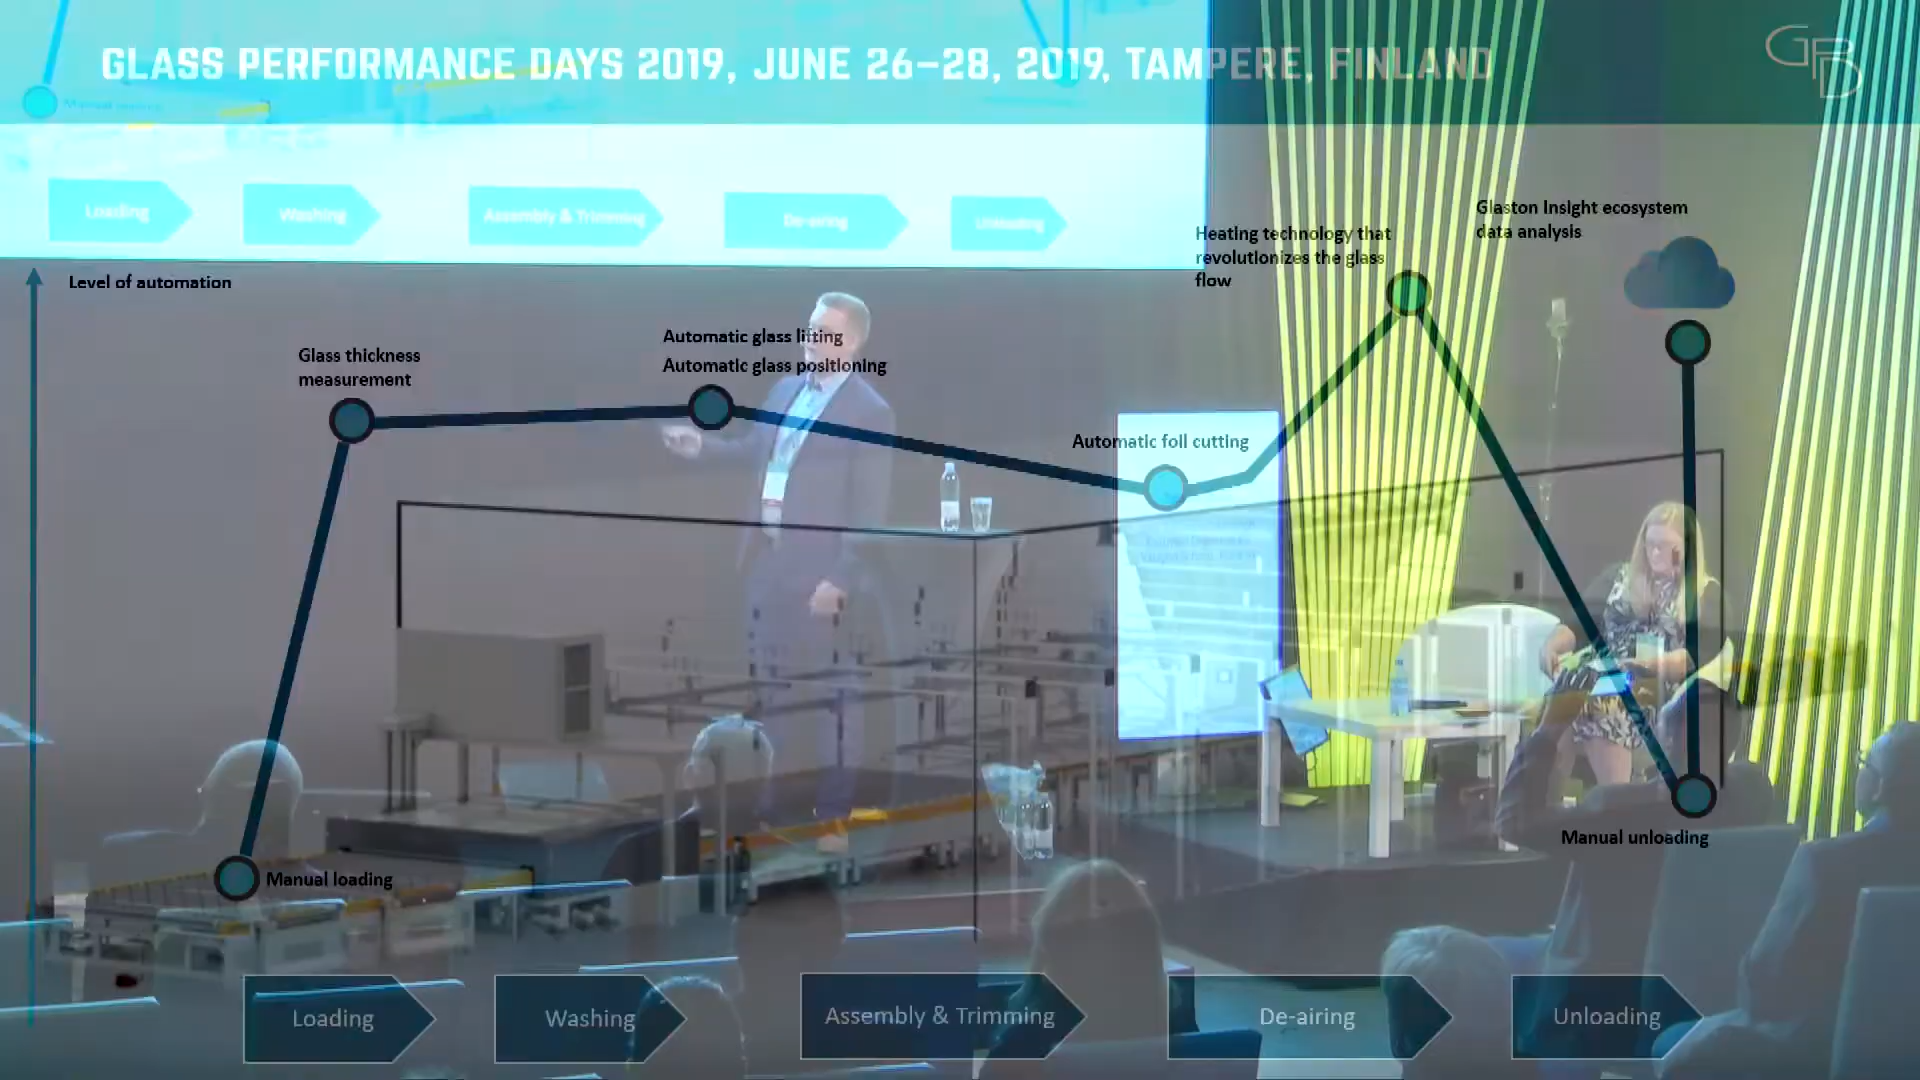 GLASS PERFORMANCE DAYS 2019, JUNE 26–28, 2019, TAMPERE, FINLAND
GPD
Loading
Washing
Assembly & Trimming
De-airing
Unloading
Glaston Insight ecosystem
data analysis
Heating technology that
revolutionizes the glass
flow
Level of automation
Automatic glass lifting
Automatic glass positioning
Glass thickness
measurement
Automatic foil cutting
Manual unloading
Manual loading
Loading
Washing
Assembly & Trimming
De-airing
Unloading